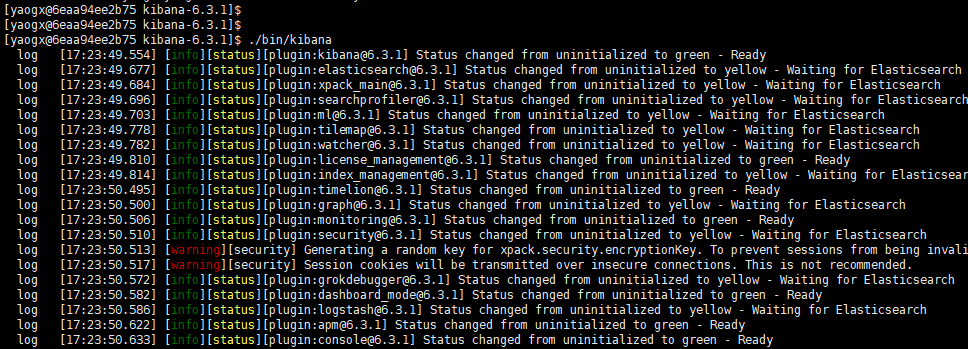 [yaogx@6eaa94ee2b75 kibana-6.3.1]$
[yaogx@6eaa94ee2b75 kibana-6.3.1]$
[yaogx@6eaa94ee2b75 kibana-6.3.1]$ ./bin/kibana
log [17:23:49.554] [info][status][plugin:kibana@6.3.1] Status changed from uninitialized to green - Ready
log [17:23:49.677] [info][status][plugin:elasticsearch@6.3.1] Status changed from uninitialized to yellow - Waiting for Elasticsearch
log [17:23:49.684] [info][status][plugin:xpack_main@6.3.1] Status changed from uninitialized to yellow - Waiting for Elasticsearch
log [17:23:49.696] [info][status][plugin:searchprofiler@6.3.1] Status changed from uninitialized to yellow - Waiting for Elasticsearch
log [17:23:49.703] [info][status][plugin:ml@6.3.1] Status changed from uninitialized to yellow - Waiting for Elasticsearch
log [17:23:49.778] [info][status][plugin:tilemap@6.3.1] Status changed from uninitialized to yellow - Waiting for Elasticsearch
log [17:23:49.782] [info][status][plugin:watcher@6.3.1] Status changed from uninitialized to yellow - Waiting for Elasticsearch
log [17:23:49.810] [info][status][plugin:license_management@6.3.1] Status changed from uninitialized to green - Ready
log [17:23:49.814] [info][status][plugin:index_management@6.3.1] Status changed from uninitialized to yellow - Waiting for Elasticsear
log [17:23:50.495] [info][status][plugin:timelion@6.3.1] Status changed from uninitialized to green - Ready
log [17:23:50.500] [info][status][plugin:graph@6.3.1] Status changed from uninitialized to yellow - Waiting for Elasticsearch
log [17:23:50.506] [info][status][plugin:monitoring@6.3.1] Status changed from uninitialized to green - Ready
log [17:23:50.510] [info][status][plugin:security@6.3.1] Status changed from uninitialized to yellow - Waiting for Elasticsearch
log [17:23:50.513] [warning][security] Generating a random key for xpack.security.encryptionKey. To prevent sessions from being invali
log [17:23:50.517] [warning][security] Session cookies will be transmitted over insecure connections. This is not recommended.
log [17:23:50.572] [info][status][plugin:grokdebugger@6.3.1] Status changed from uninitialized to yellow - Waiting for Elasticsearch
log [17:23:50.582] [info][status][plugin:dashboard_mode@6.3.1] Status changed from uninitialized to green - Ready
log [17:23:50.586] [info][status][plugin:logstash@6.3.1] Status changed from uninitialized to yellow - Waiting for Elasticsearch
log [17:23:50.622] [info][status][plugin:apm@6.3.1] Status changed from uninitialized to green - Ready
log [17:23:50.633] [info][status][plugin:console@6.3.1] Status changed from uninitialized to green - Ready